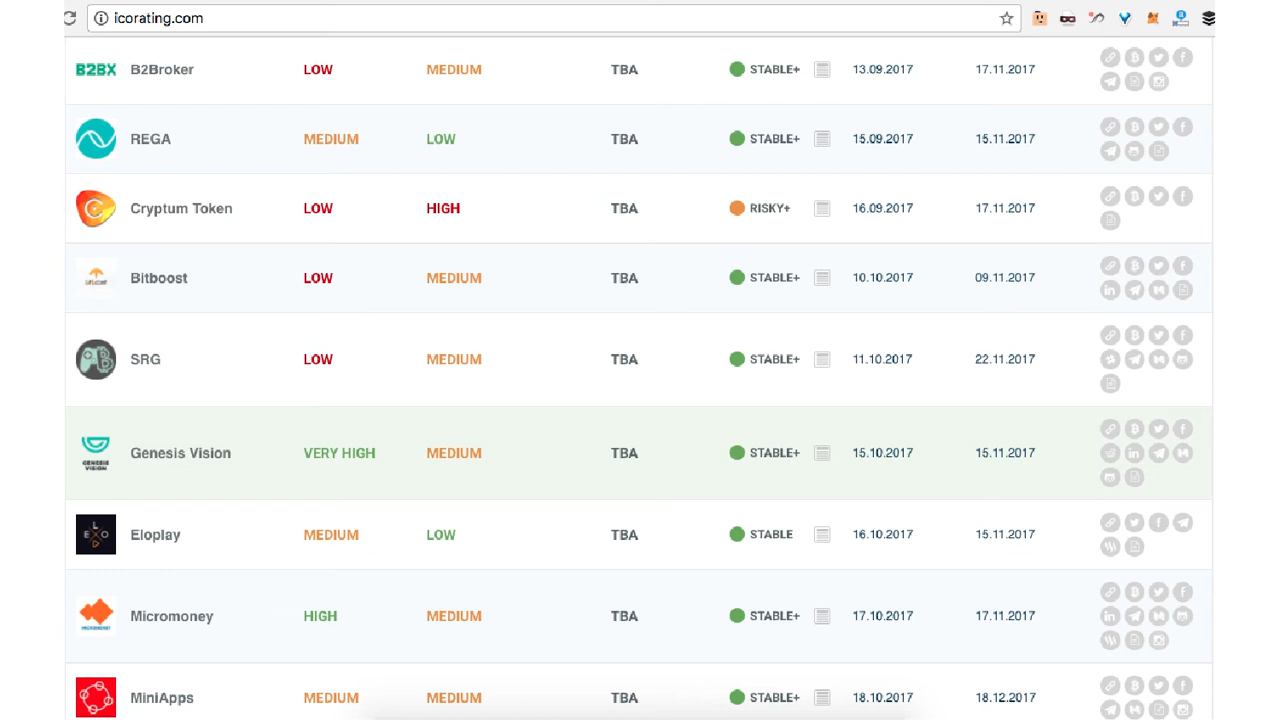 icorating.com
B2BX B2Broker LOW MEDIUM TBA STABLE+ 13.09.2017 17.11.2017
REGA MEDIUM LOW TBA STABLE+ 15.09.2017 15.11.2017
Cryptum Token LOW HIGH TBA RISKY+ 16.09.2017 17.11.2017
Bitboost LOW MEDIUM TBA STABLE+ 10.10.2017 09.11.2017
SRG LOW MEDIUM TBA STABLE+ 11.10.2017 22.11.2017
Genesis Vision VERY HIGH MEDIUM TBA STABLE+ 15.10.2017 15.11.2017
GENESIS
VISION
Eloplay MEDIUM LOW TBA STABLE 16.10.2017 15.11.2017
Micromoney HIGH MEDIUM TBA STABLE+ 17.10.2017 17.11.2017
MICROMONEY
MiniApps MEDIUM MEDIUM TBA STABLE+ 18.10.2017 18.12.2017